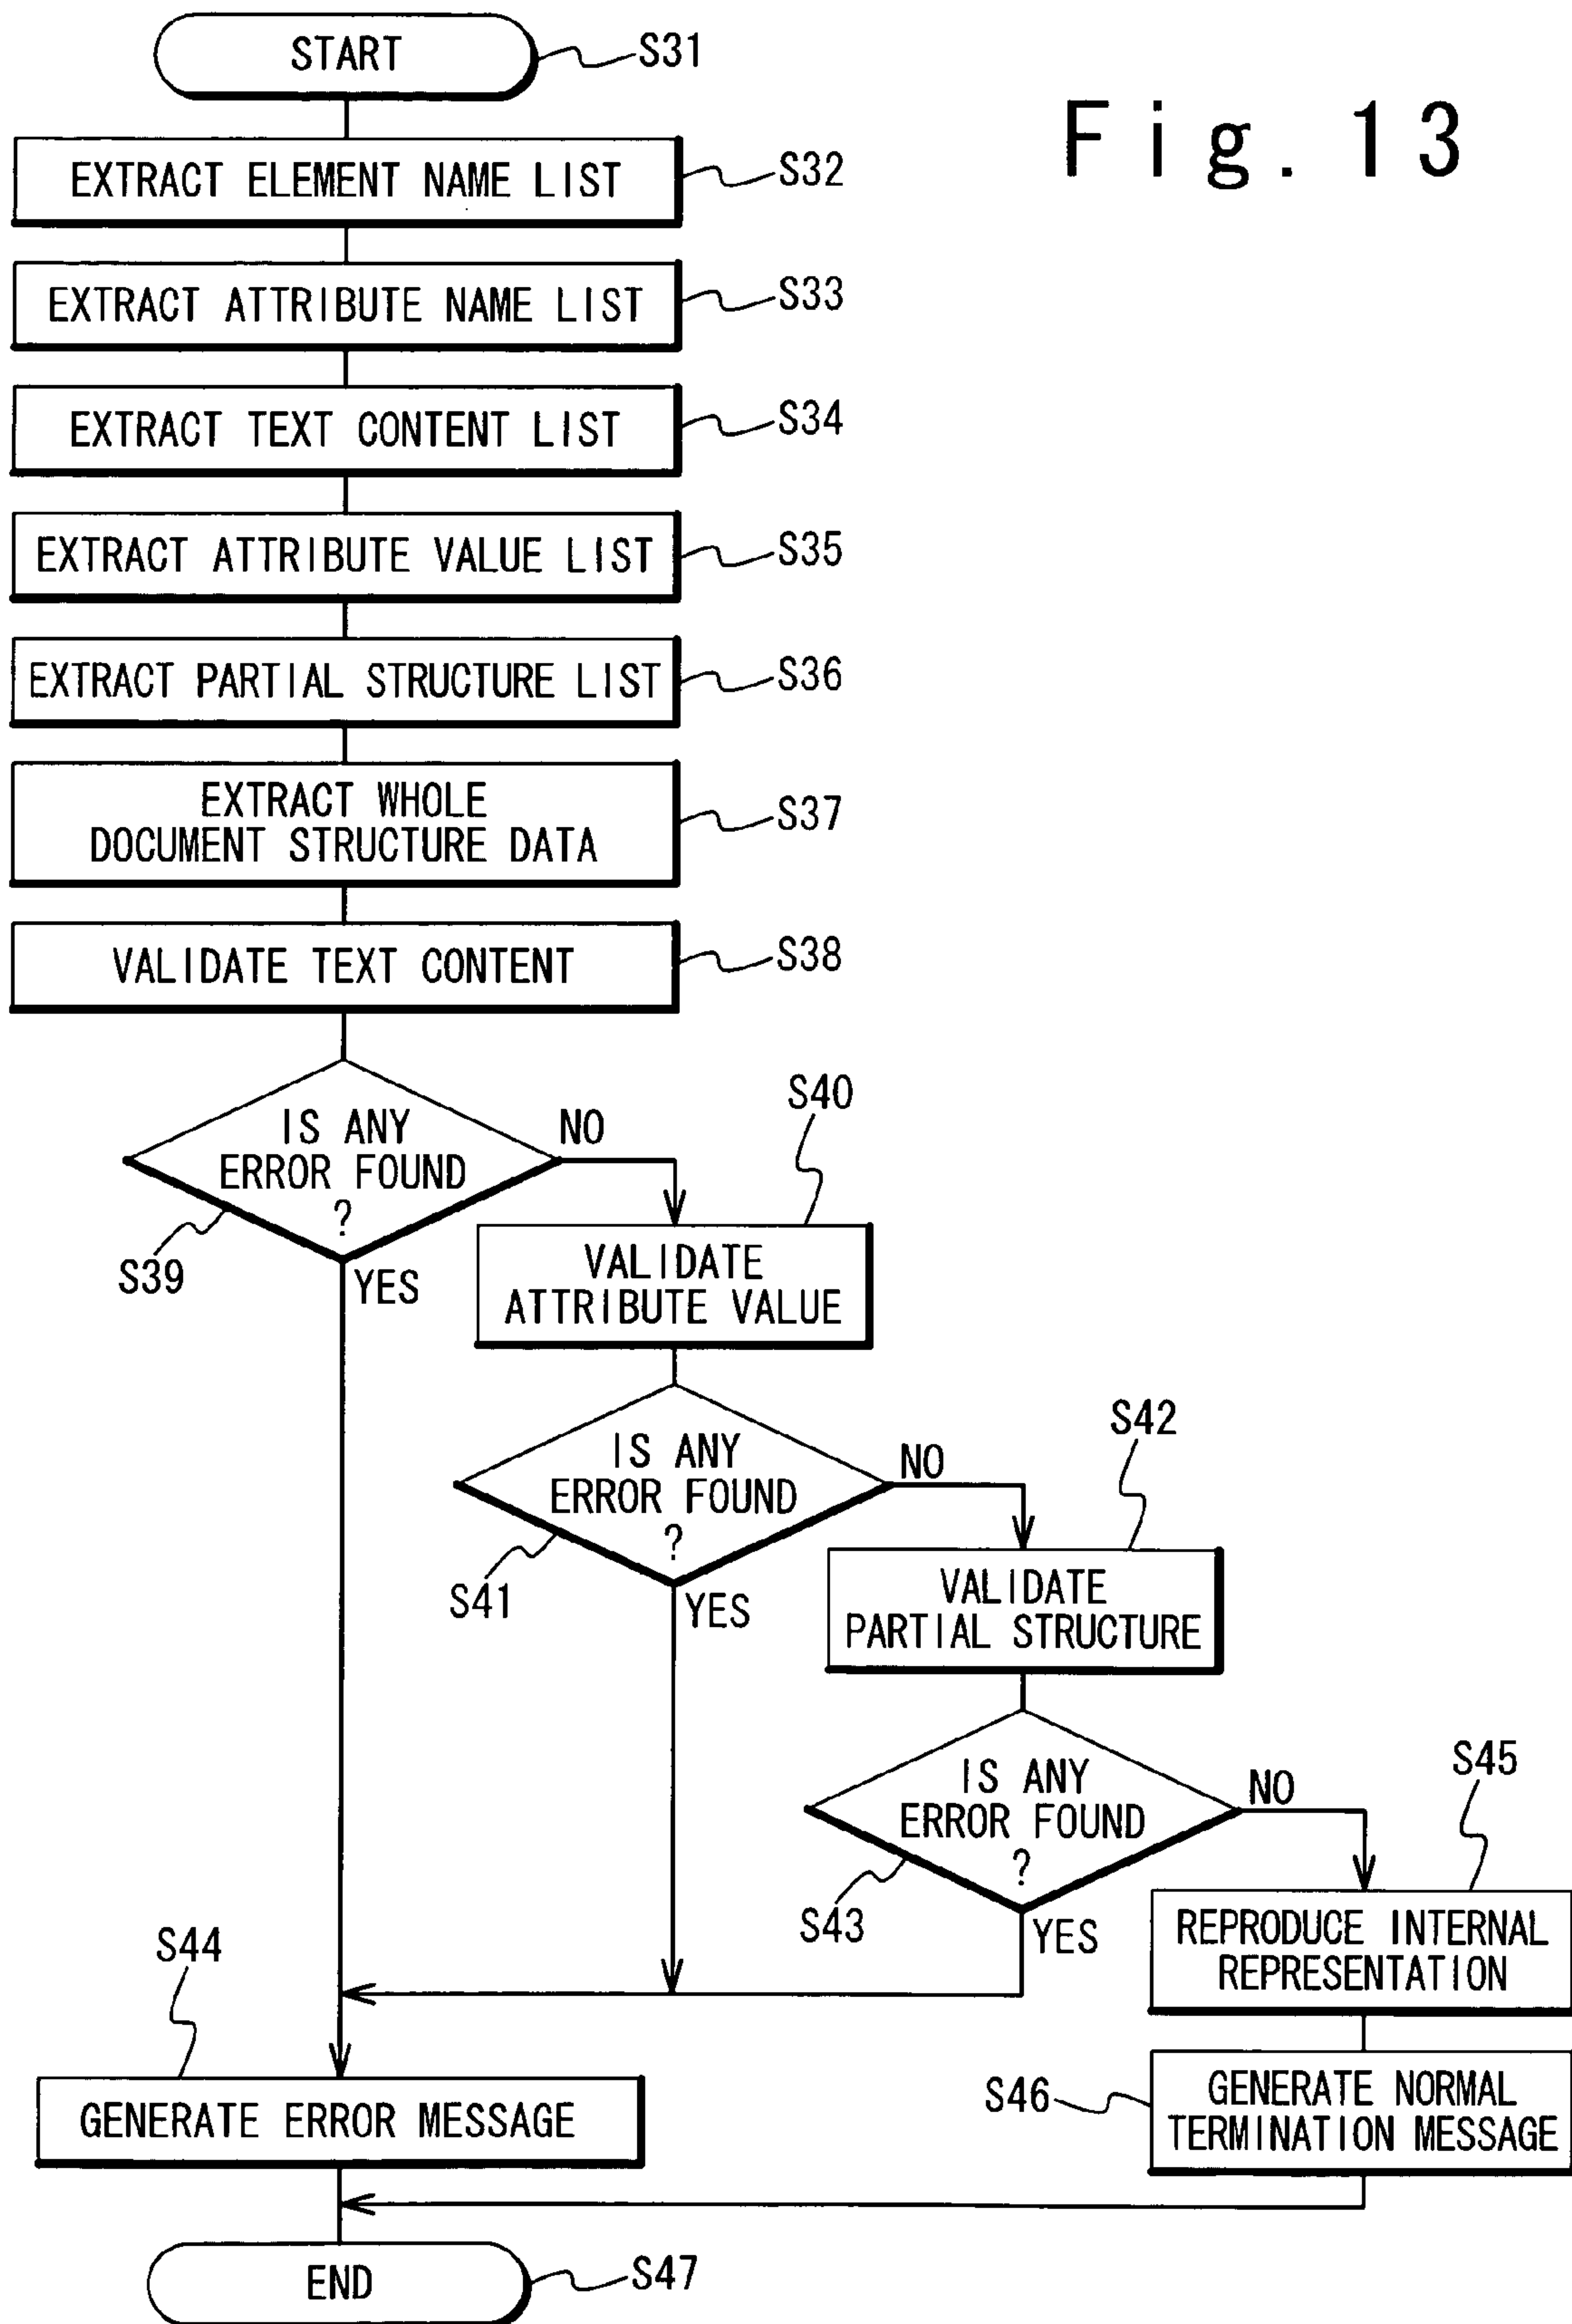 START
S31
Fig. 13
EXTRACT ELEMENT NAME LIST
S32
EXTRACT ATTRIBUTE NAME LIST
S33
EXTRACT TEXT CONTENT LIST
S34
EXTRACT ATTRIBUTE VALUE LIST
S35
EXTRACT PARTIAL STRUCTURE LIST
S36
EXTRACT WHOLE
DOCUMENT STRUCTURE DATA
S37
VALIDATE TEXT CONTENT
S38
IS ANY
ERROR FOUND
?
NO
S39
YES
S40
VALIDATE
ATTRIBUTE VALUE
IS ANY
ERROR FOUND
?
NO
S41
YES
S42
VALIDATE
PARTIAL STRUCTURE
IS ANY
ERROR FOUND
?
NO
S43
YES
S45
REPRODUCE INTERNAL
REPRESENTATION
S44
GENERATE ERROR MESSAGE
S46
GENERATE NORMAL
TERMINATION MESSAGE
END
S47